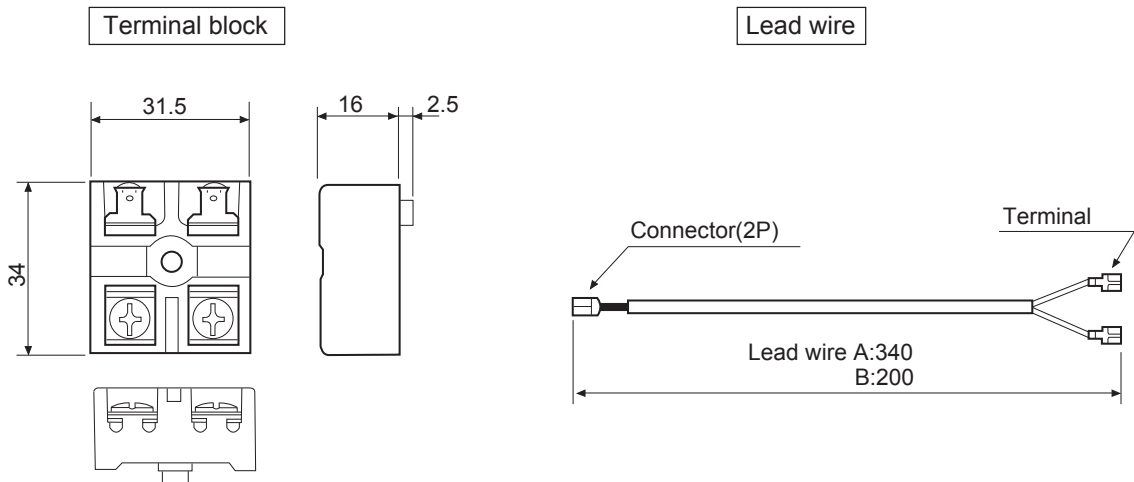 Terminal block
Lead wire
31.5
16
2.5
34
Connector(2P)
Terminal
Lead wire A:340
B:200